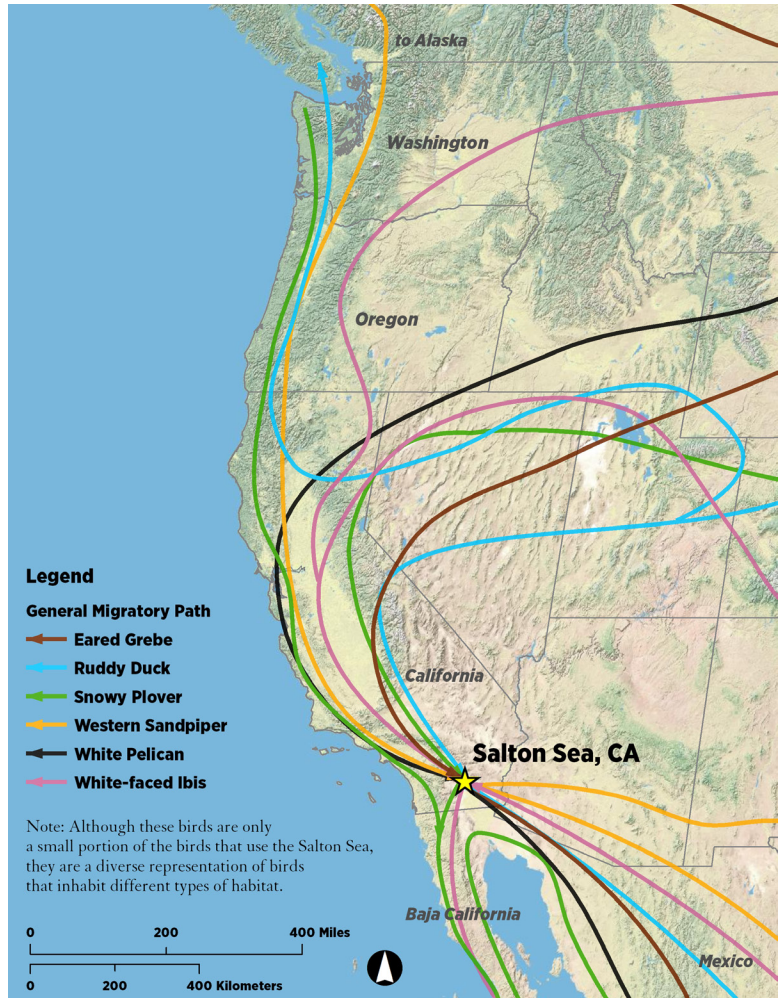 to Alaska
Washington
Oregon
Legend
General Migratory Path
Eared Grebe
Ruddy Duck
Snowy Plover
Western Sandpiper
White Pelican
White-faced Ibis
California
Salton Sea, CA
Note: Although these birds are only
a small portion of the birds that use the Salton Sea,
they are a diverse representation of birds
that inhabit different types of habitat.
Baja California
Mexico
0 200 400 Miles
0 200 400 Kilometers